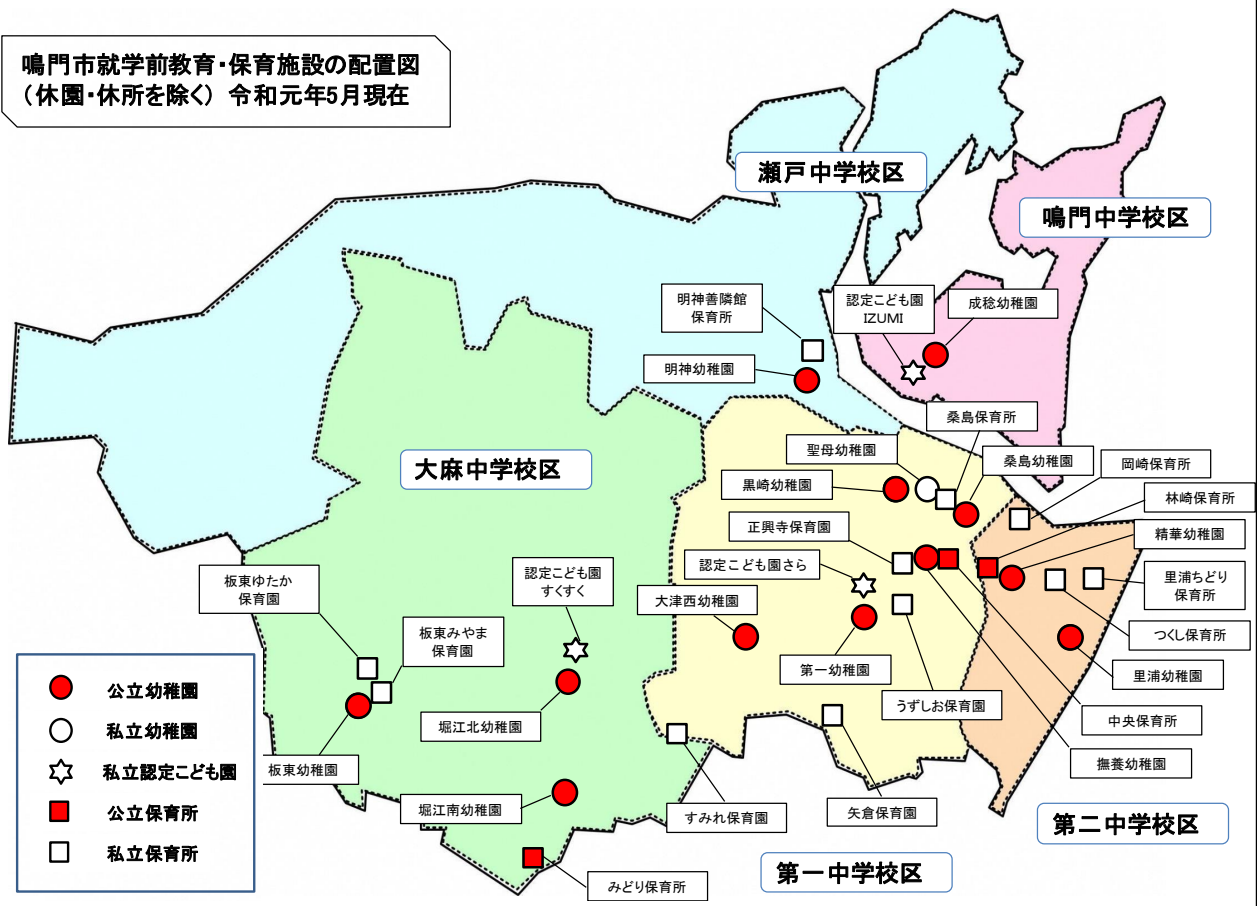 鳴門市就学前教育・保育施設の配置図
（休園・休所を除く） 令和元年5月現在
瀬戸中学校区
鳴門中学校区
明神善隣館
保育所
認定こども園
IZUMI
成稔幼稚園
明神幼稚園
桑島保育所
聖母幼稚園
桑島幼稚園
岡崎保育所
大麻中学校区
黒崎幼稚園
林崎保育所
正興寺保育園
精華幼稚園
認定こども園さら
認定こども園
すくすく
板東ゆたか
保育園
里浦ちどり
保育所
大津西幼稚園
板東みやま
保育園
つくし保育所
第一幼稚園
里浦幼稚園
うずしお保育園
堀江北幼稚園
中央保育所
撫養幼稚園
板東幼稚園
堀江南幼稚園
すみれ保育園
矢倉保育園
第二中学校区
第一中学校区
みどり保育所
公立幼稚園
私立幼稚園
私立認定こども園
公立保育所
私立保育所